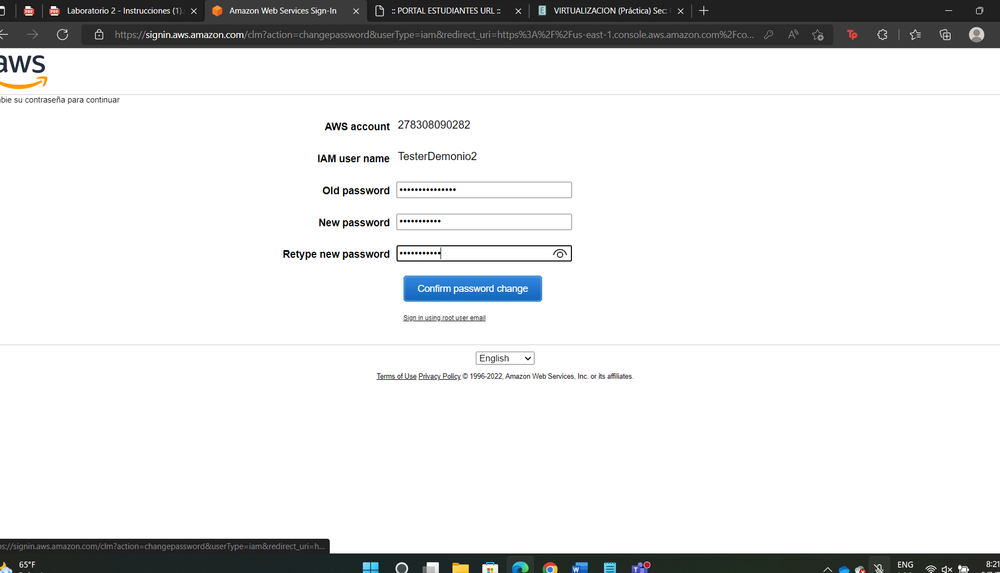 Laboratorio 2 - Instrucciones (1).
Amazon Web Services Sign-In
:: PORTAL ESTUDIANTES URL ::
VIRTUALIZACION (Práctica) Sec:
https://signin.aws.amazon.com/clm?action=changepassword&userType=iam&redirect_uri=https%3A%2F%2Fus-east-1.console.aws.amazon.com%2Fco...
aws
bie su contraseña para continuar
AWS account 278308090282
IAM user name TesterDemonio2
Old password •••••••••••••••
New password •••••••••••
Retype new password •••••••••••
Confirm password change
Sign in using root user email
English
Terms of Use Privacy Policy © 1996-2022, Amazon Web Services, Inc. or its affiliates.
ps://signin.aws.amazon.com/clm?action=changepassword&userType=iam&redirect_uri=h...
65°F
ENG
8:21